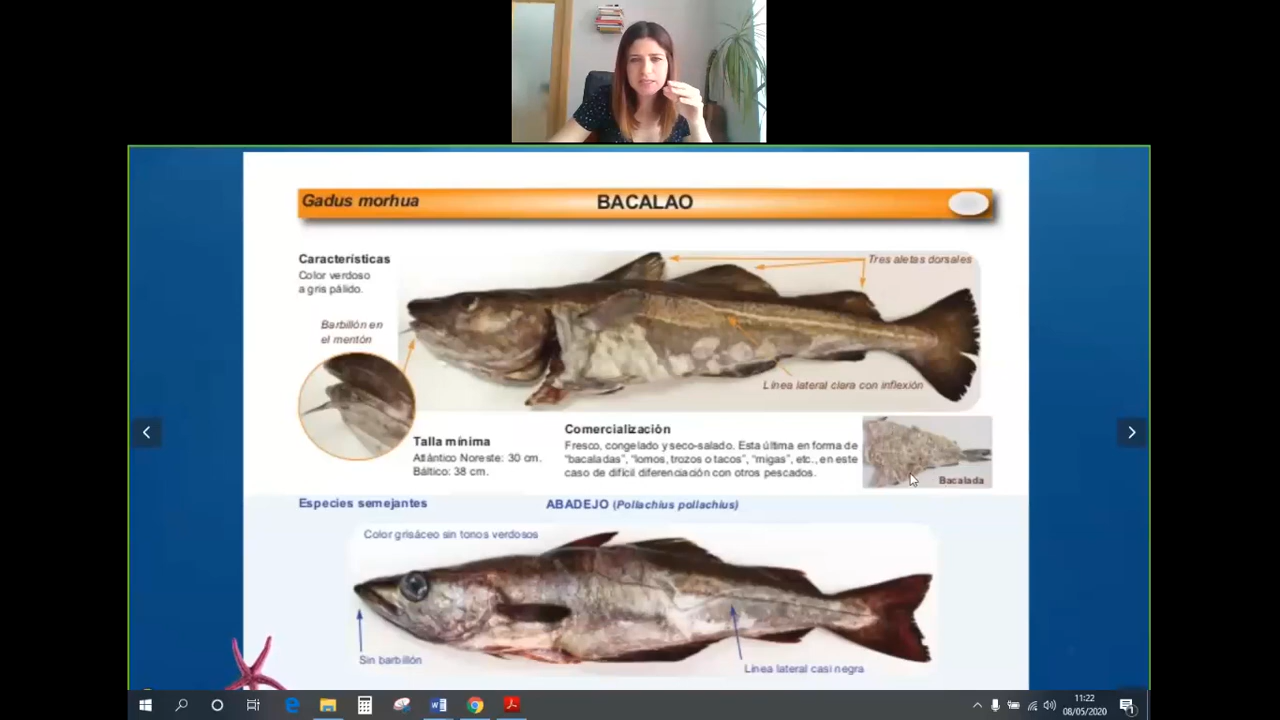 Gadus morhua
BACALAO
Características
Color verdoso
a gris pálido.
Tres aletas dorsales
Barbillón en
el mentón
Línea lateral clara con inflexión
Talla mínima
Atlántico Noreste: 30 cm.
Báltico: 38 cm.
Comercialización
Fresco, congelado y seco-salado. Esta última en forma de
“bacaladas”, “lomos, trozos o tacos”, “migas”, etc., en este
caso de difícil diferenciación con otros pescados.
Bacalada
Especies semejantes
ABADEJO (Pollachius pollachius)
Color grisáceo sin tonos verdosos
Sin barbillón
Línea lateral casi negra
11:22
08/05/2020